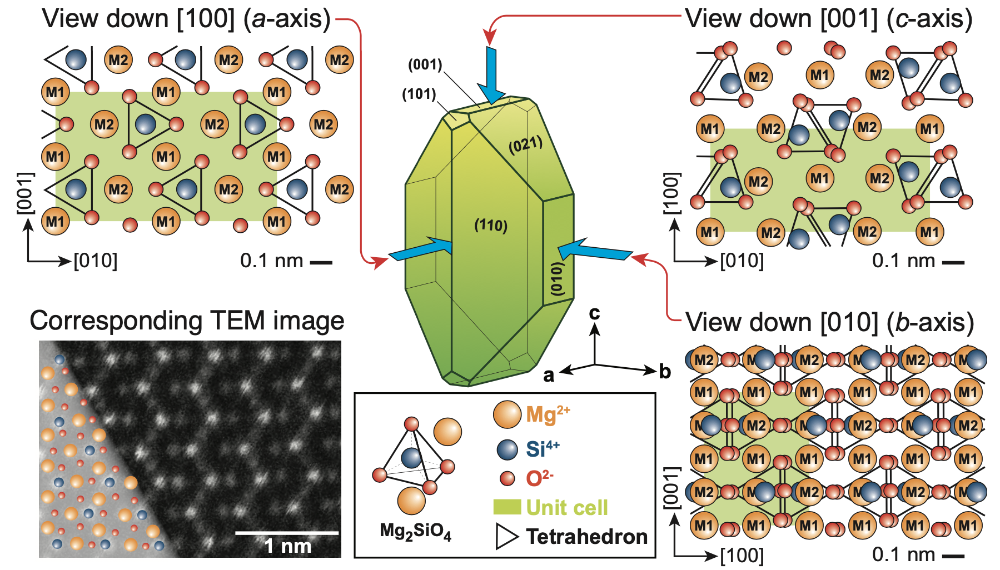 View down [100] (a-axis)
M2 M2 M2
M1 M1 M1
M2 M2 M2
M1 M1 M1
M2 M2 M2
M1 M1 M1
[001]
[010]
0.1 nm
View down [001] (c-axis)
M2 M1 M2
M1 M2 M2 M1
M2 M1 M2
M1 M2 M2 M1
[100]
[010]
0.1 nm
(001)
(101)
(021)
(110)
(010)
c
a
b
Corresponding TEM image
1 nm
Mg2+
Si4+
O2-
Unit cell
Tetrahedron
Mg2SiO4
View down [010] (b-axis)
M2 M M2 M M2
M1 M1 M1 M1 M1 M1
M M2 M M2 M M2
M1 M1 M1 M1 M1 M1
M2 M M2 M M2
M1 M1 M1 M1 M1 M1
[001]
[100]
0.1 nm